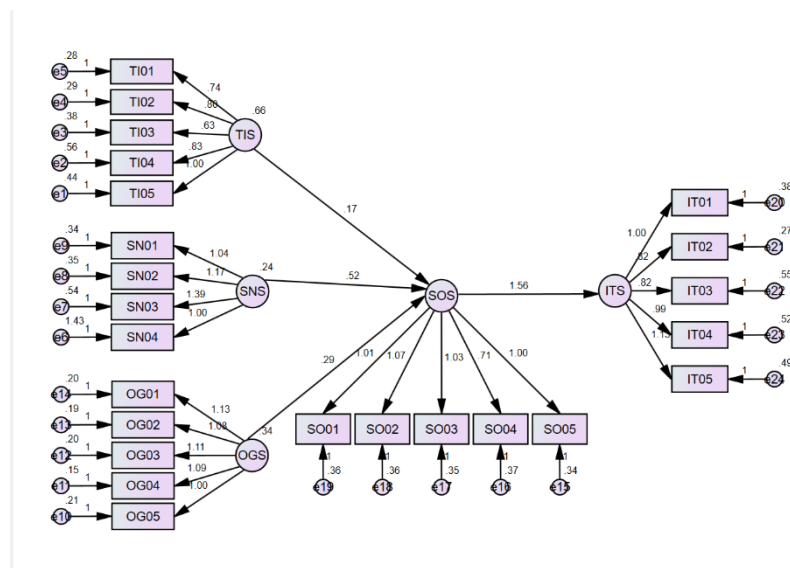 .28
e5 1 TI01
.29
e4 1 TI02
.38
e3 1 TI03
.56
e2 1 TI04
.44
e1 1 TI05
.74
.63
.83
1.00
.66
TIS
.17
.34
e9 1 SN01
.35
e8 1 SN02
.54
e7 1 SN03
1.43
e6 1 SN04
1.04
1.17
1.39
1.00
.24
SNS
.52
.20
e14 1 OG01
.19
e13 1 OG02
.20
e12 1 OG03
.15
e11 1 OG04
.21
e10 1 OG05
1.13
1.11
1.09
1.00
.34
OGS
.29
SOS
1.56
ITS
1.01 1.07 1.03 .71 1.00
SO01 SO02 SO03 SO04 SO05
1 1 1 1 1
.36 .36 .35 .37 .34
e19 e18 e17 e16 e15
1.00
.82
.99
.38
IT01 1 e20
.27
IT02 1 e21
.55
IT03 1 e22
.52
IT04 1 e23
.49
IT05 1 e24